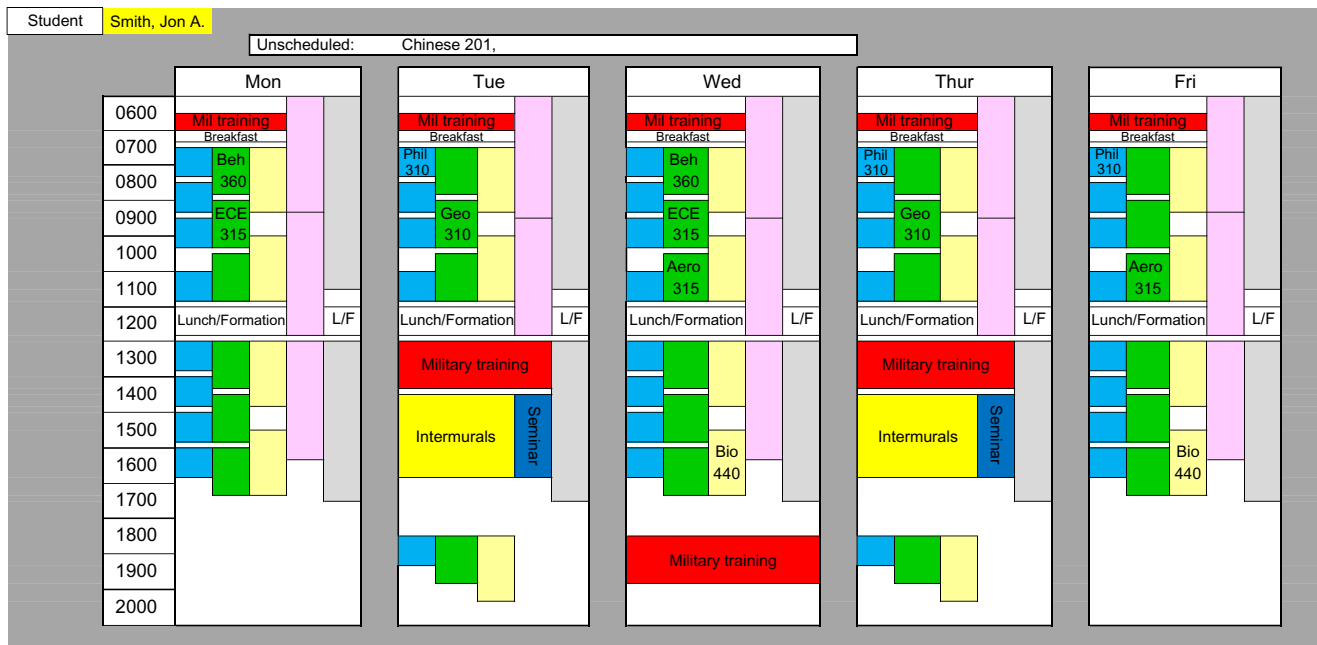 Student Smith, Jon A.
Unscheduled: Chinese 201,
Mon Tue Wed Thur Fri
0600
Mil training Mil training Mil training Mil training Mil training
Breakfast Breakfast Breakfast Breakfast Breakfast
0700
Beh Phil Beh Phil Phil
360 310 360 310 310
0800
0900
ECE Geo ECE Geo
315 310 315 310
1000
Aero Aero
315 315
1100
1200
Lunch/Formation L/F Lunch/Formation L/F Lunch/Formation L/F Lunch/Formation L/F Lunch/Formation L/F
1300
Military training Military training
1400
Intermurals Seminar Intermurals Seminar
1500
Bio Bio
440 440
1600
1700
1800
Military training
1900
2000